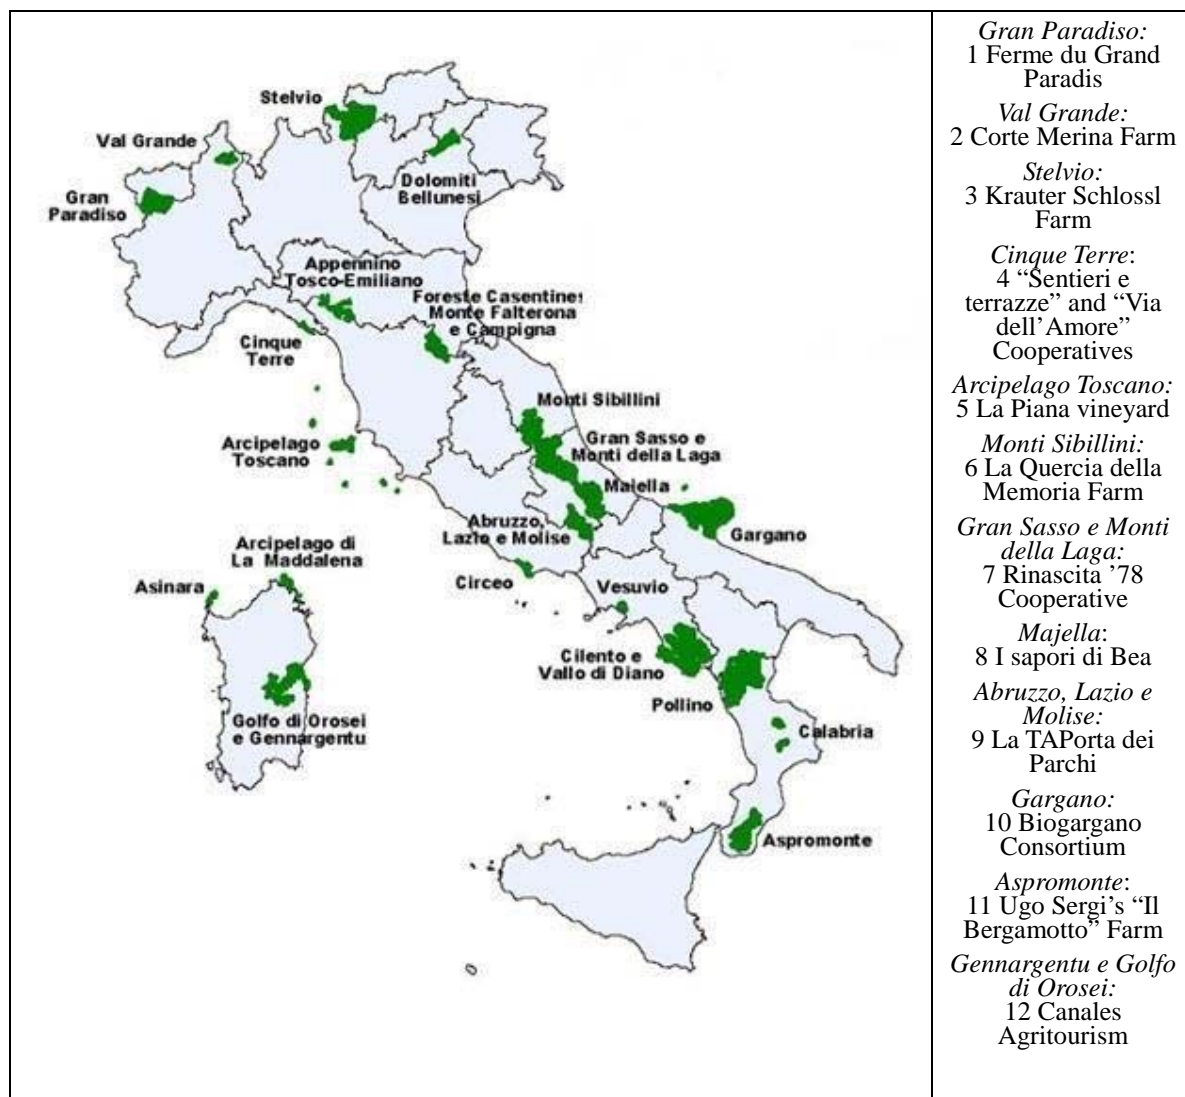 Stelvio
Val Grande
Gran
Paradiso
Dolomiti
Bellunesi
Appennino
Tosco-Emiliano
Foreste Casentines
Monte Falterona
e Campigna
Cinque
Terre
Monti Sibillini
Arcipelago
Toscano
Gran Sasso e
Monti della Laga
Maiella
Abruzzo,
Lazio e Molise
Gargano
Arcipelago di
La Maddalena
Asinara
Circeo
Vesuvio
Cilento e
Vallo di Diano
Pollino
Golfo di Orosei
e Gennargentu
Calabria
Aspromonte
Gran Paradiso:
1 Ferme du Grand
Paradis
Val Grande:
2 Corte Merina Farm
Stelvio:
3 Krauter Schlossl
Farm
Cinque Terre:
4 “Sentieri e
terrazze” and “Via
dell’Amore”
Cooperatives
Arcipelago Toscano:
5 La Piana vineyard
Monti Sibillini:
6 La Quercia della
Memoria Farm
Gran Sasso e Monti
della Laga:
7 Rinascita ’78
Cooperative
Majella:
8 I sapori di Bea
Abruzzo, Lazio e
Molise:
9 La TAPorta dei
Parchi
Gargano:
10 Biogargano
Consortium
Aspromonte:
11 Ugo Sergi’s “Il
Bergamotto” Farm
Gennargentu e Golfo
di Orosei:
12 Canales
Agritourism